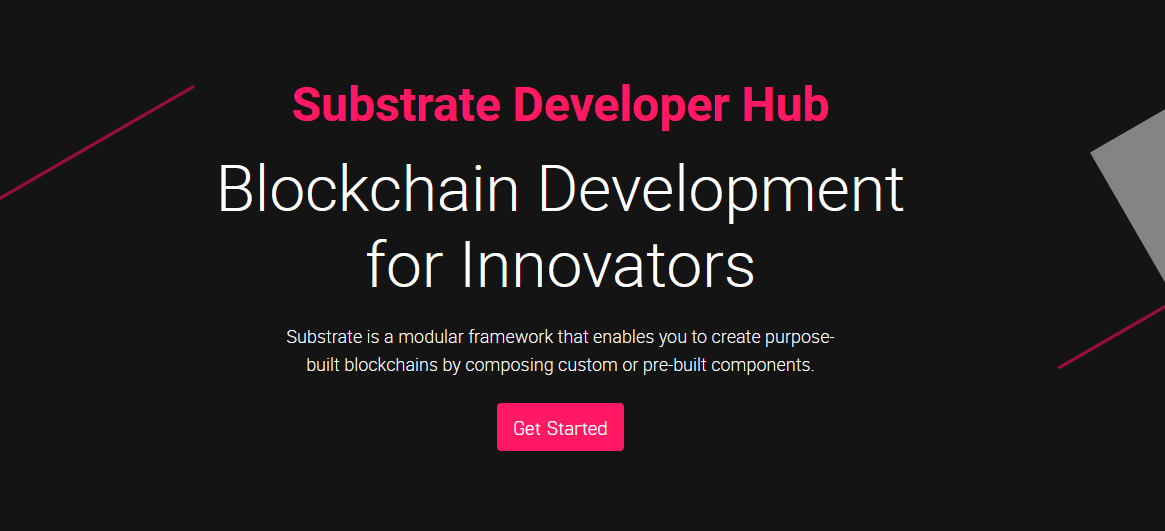 Substrate Developer Hub
Blockchain Development
for Innovators
Substrate is a modular framework that enables you to create purpose-
built blockchains by composing custom or pre-built components.
Get Started